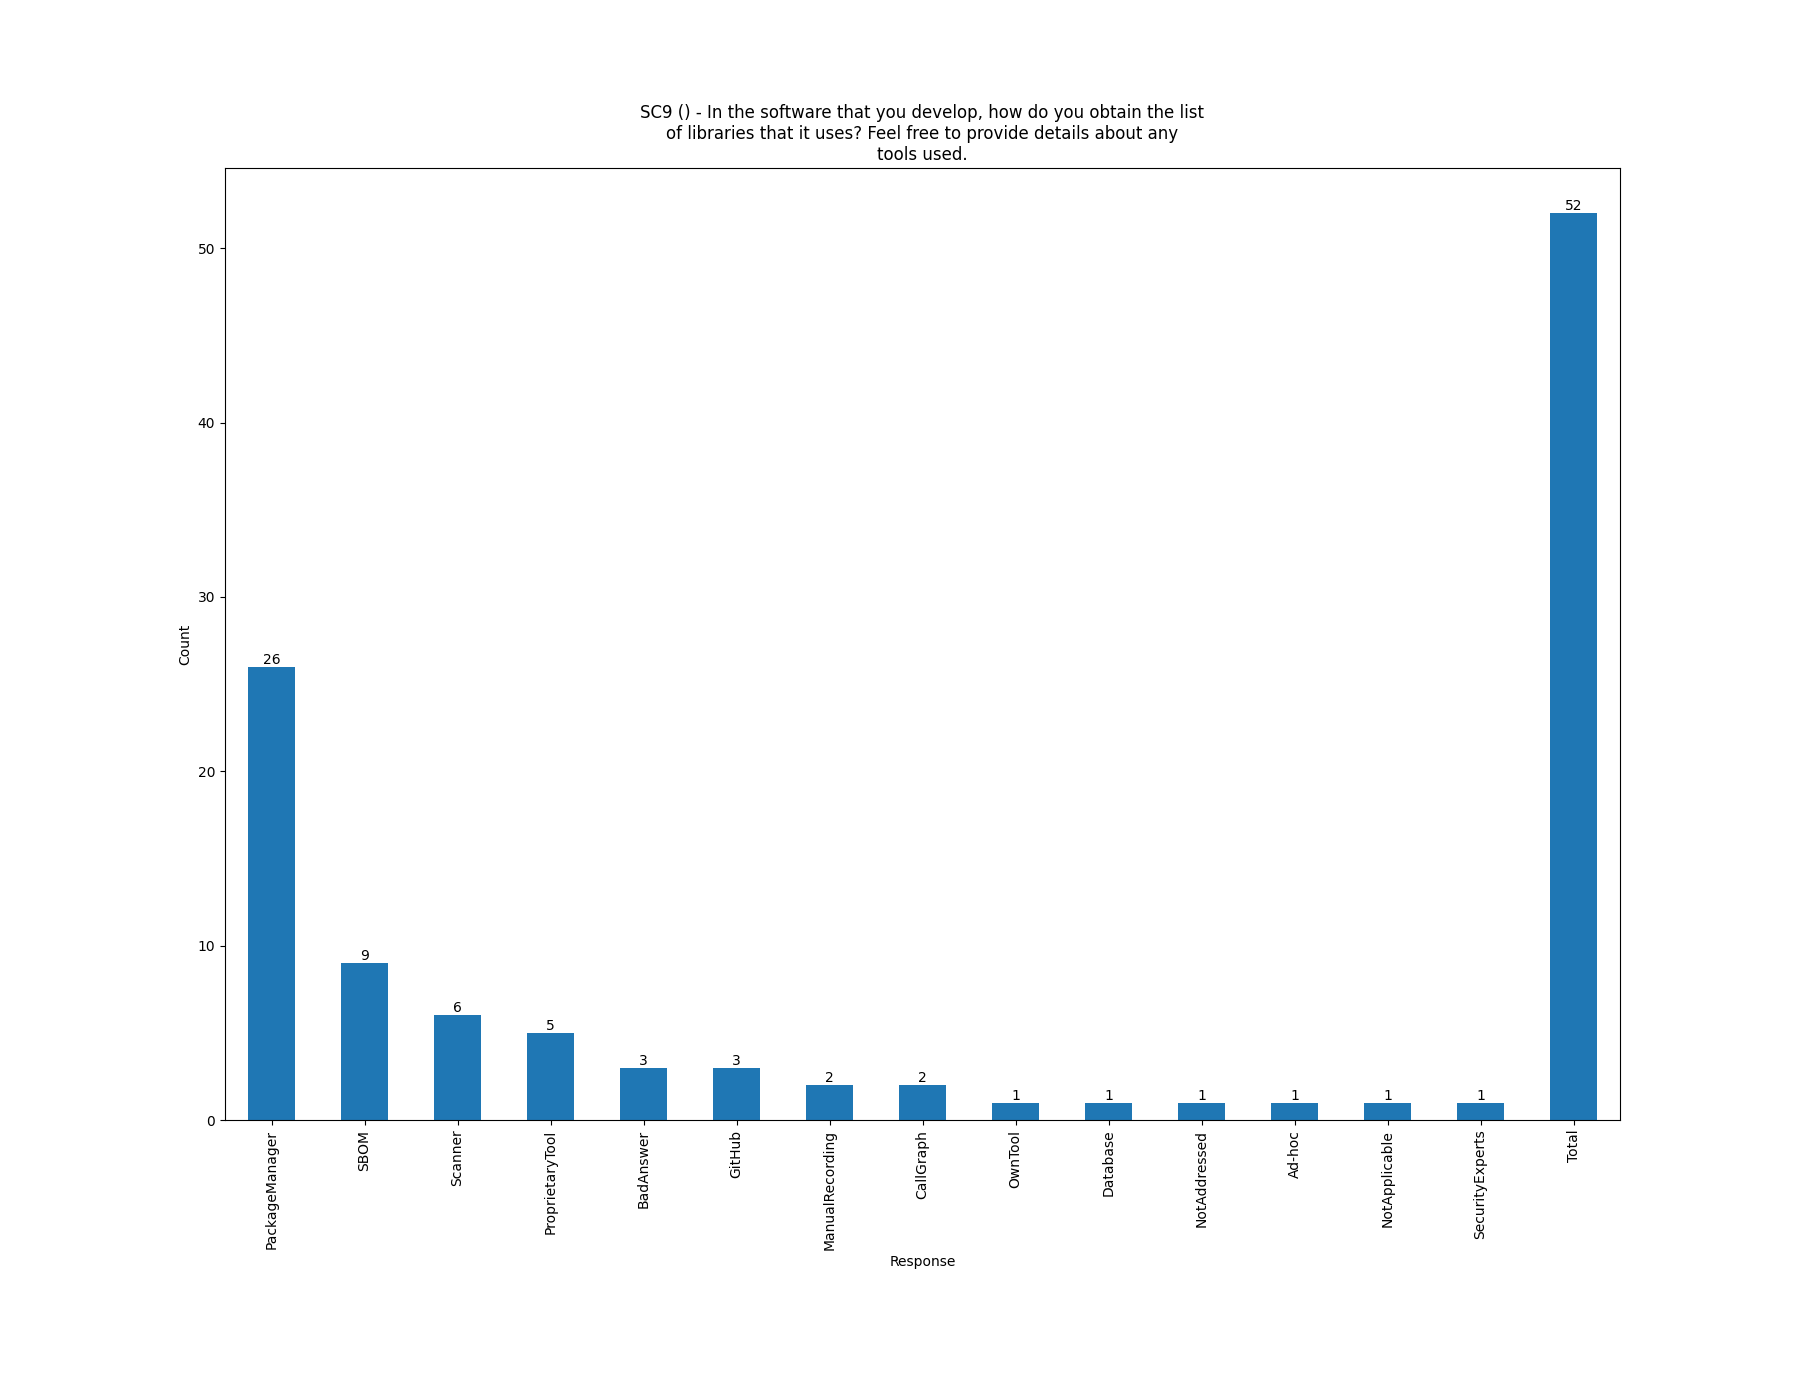 SC9 () - In the software that you develop, how do you obtain the list
of libraries that it uses? Feel free to provide details about any
tools used.
52
50
40
30
Count
26
20
10
9
6
5
3
3
2
2
1
1
1
1
1
1
0
PackageManager
SBOM
Scanner
ProprietaryTool
BadAnswer
GitHub
ManualRecording
CallGraph
OwnTool
Database
NotAddressed
Ad-hoc
NotApplicable
SecurityExperts
Total
Response